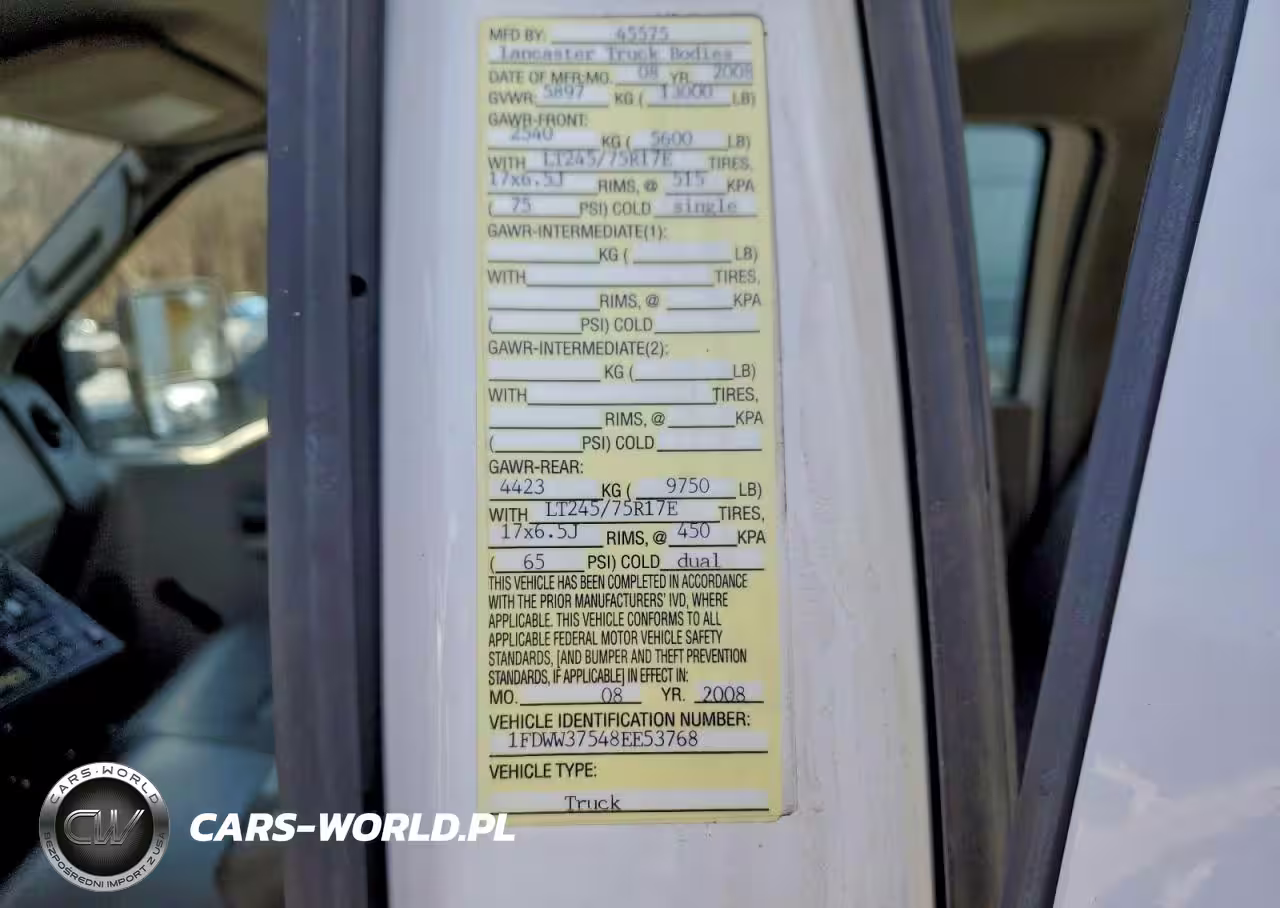 MFD BY: 45575
Lancaster Truck Bodies
DATE OF MFR:MO. 08 YR. 2008
GVWR: 5897 KG ( 13000 LB)
GAWR-FRONT:
2540 KG ( 5600 LB)
WITH LT245/75R17E TIRES,
17x6.5J RIMS, @ 515 KPA
( 75 PSI) COLD single
GAWR-INTERMEDIATE(1):
KG ( LB)
WITH TIRES,
RIMS, @ KPA
( PSI) COLD
GAWR-INTERMEDIATE(2):
KG ( LB)
WITH TIRES,
RIMS, @ KPA
( PSI) COLD
GAWR-REAR:
4423 KG ( 9750 LB)
WITH LT245/75R17E TIRES,
17x6.5J RIMS, @ 450 KPA
( 65 PSI) COLD dual
THIS VEHICLE HAS BEEN COMPLETED IN ACCORDANCE
WITH THE PRIOR MANUFACTURERS' IVD, WHERE
APPLICABLE. THIS VEHICLE CONFORMS TO ALL
APPLICABLE FEDERAL MOTOR VEHICLE SAFETY
STANDARDS, [AND BUMPER AND THEFT PREVENTION
STANDARDS, IF APPLICABLE] IN EFFECT IN:
MO. 08 YR. 2008
VEHICLE IDENTIFICATION NUMBER:
1FDWW37548EE53768
VEHICLE TYPE:
Truck
CARS-WORLD
CW
BEZPOŚREDNI IMPORT Z USA
CARS-WORLD.PL